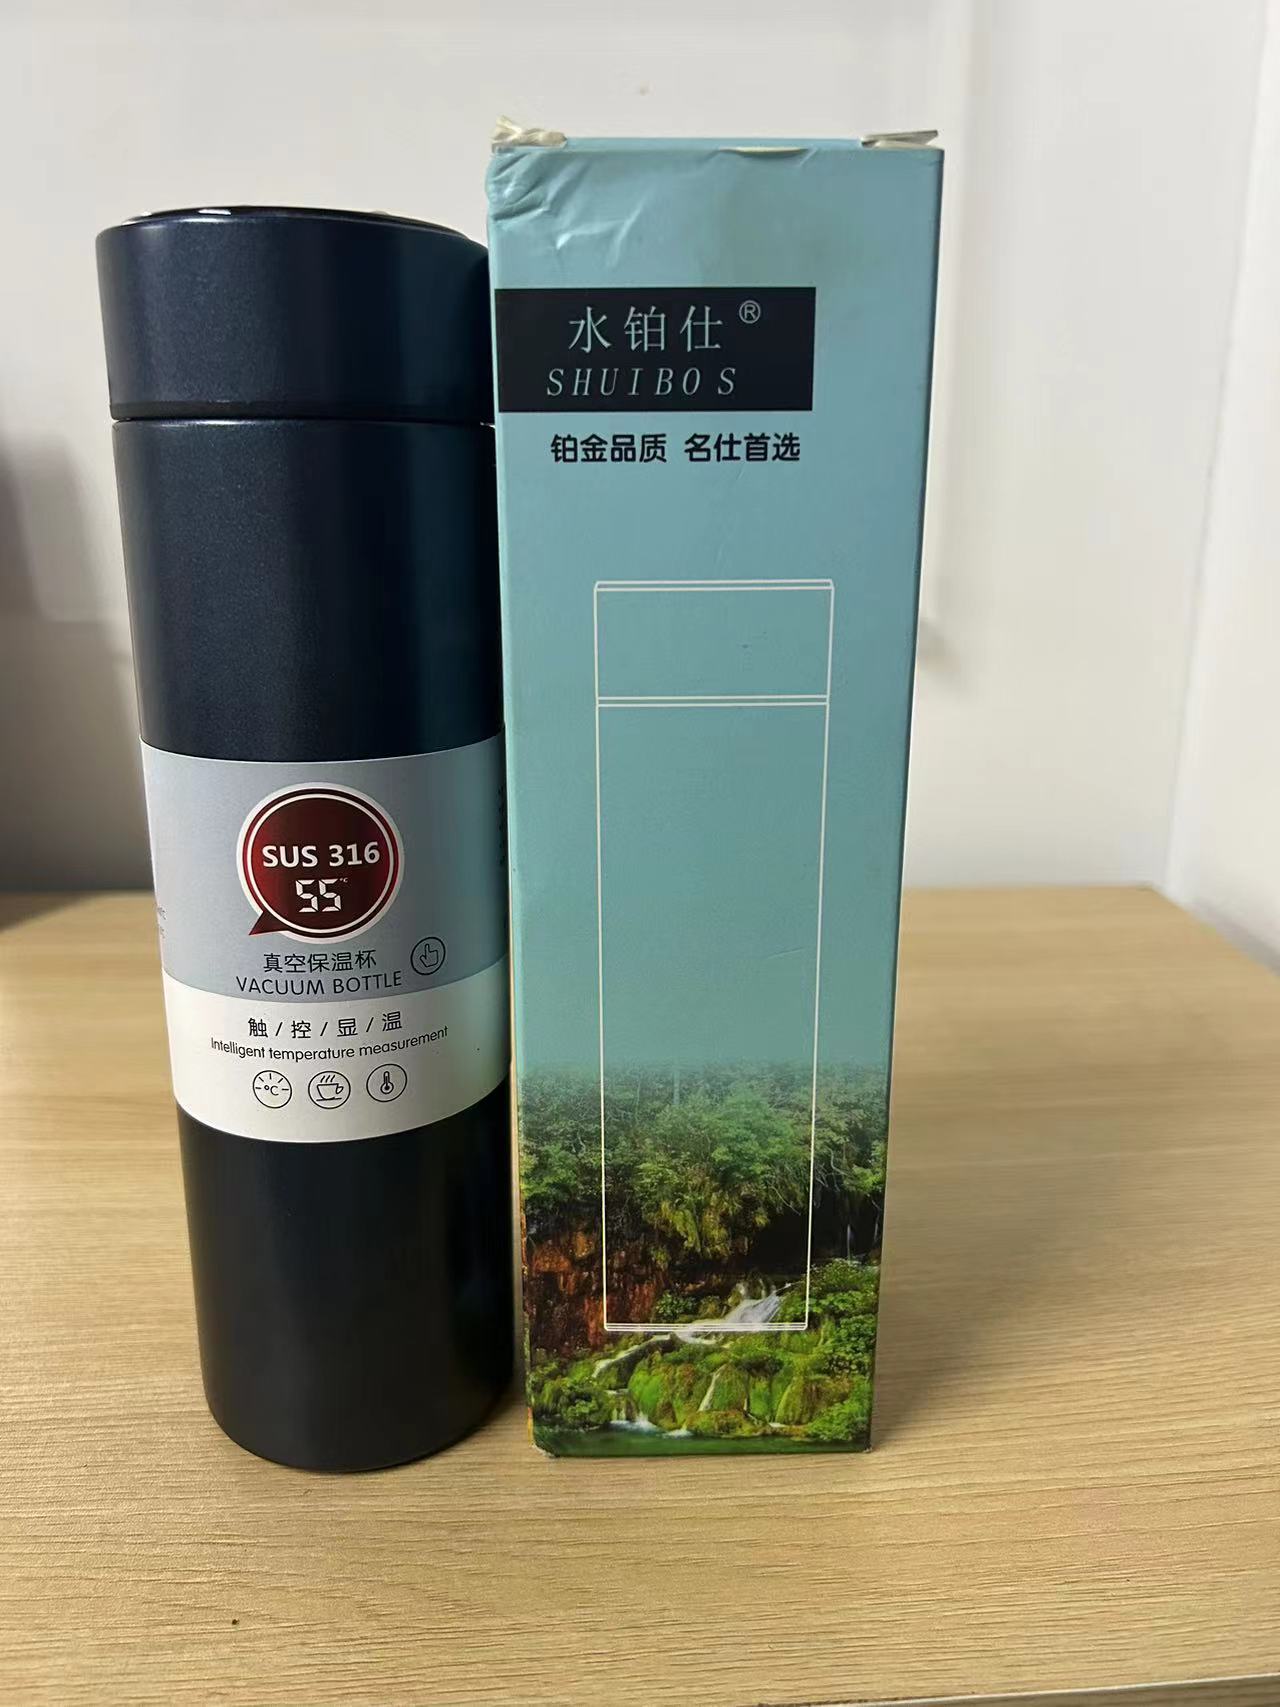 水铂仕®
SHUIBOS
铂金品质 名仕首选
SUS 316
55℃
真空保温杯
VACUUM BOTTLE
触/控/显/温
Intelligent temperature measurement
℃